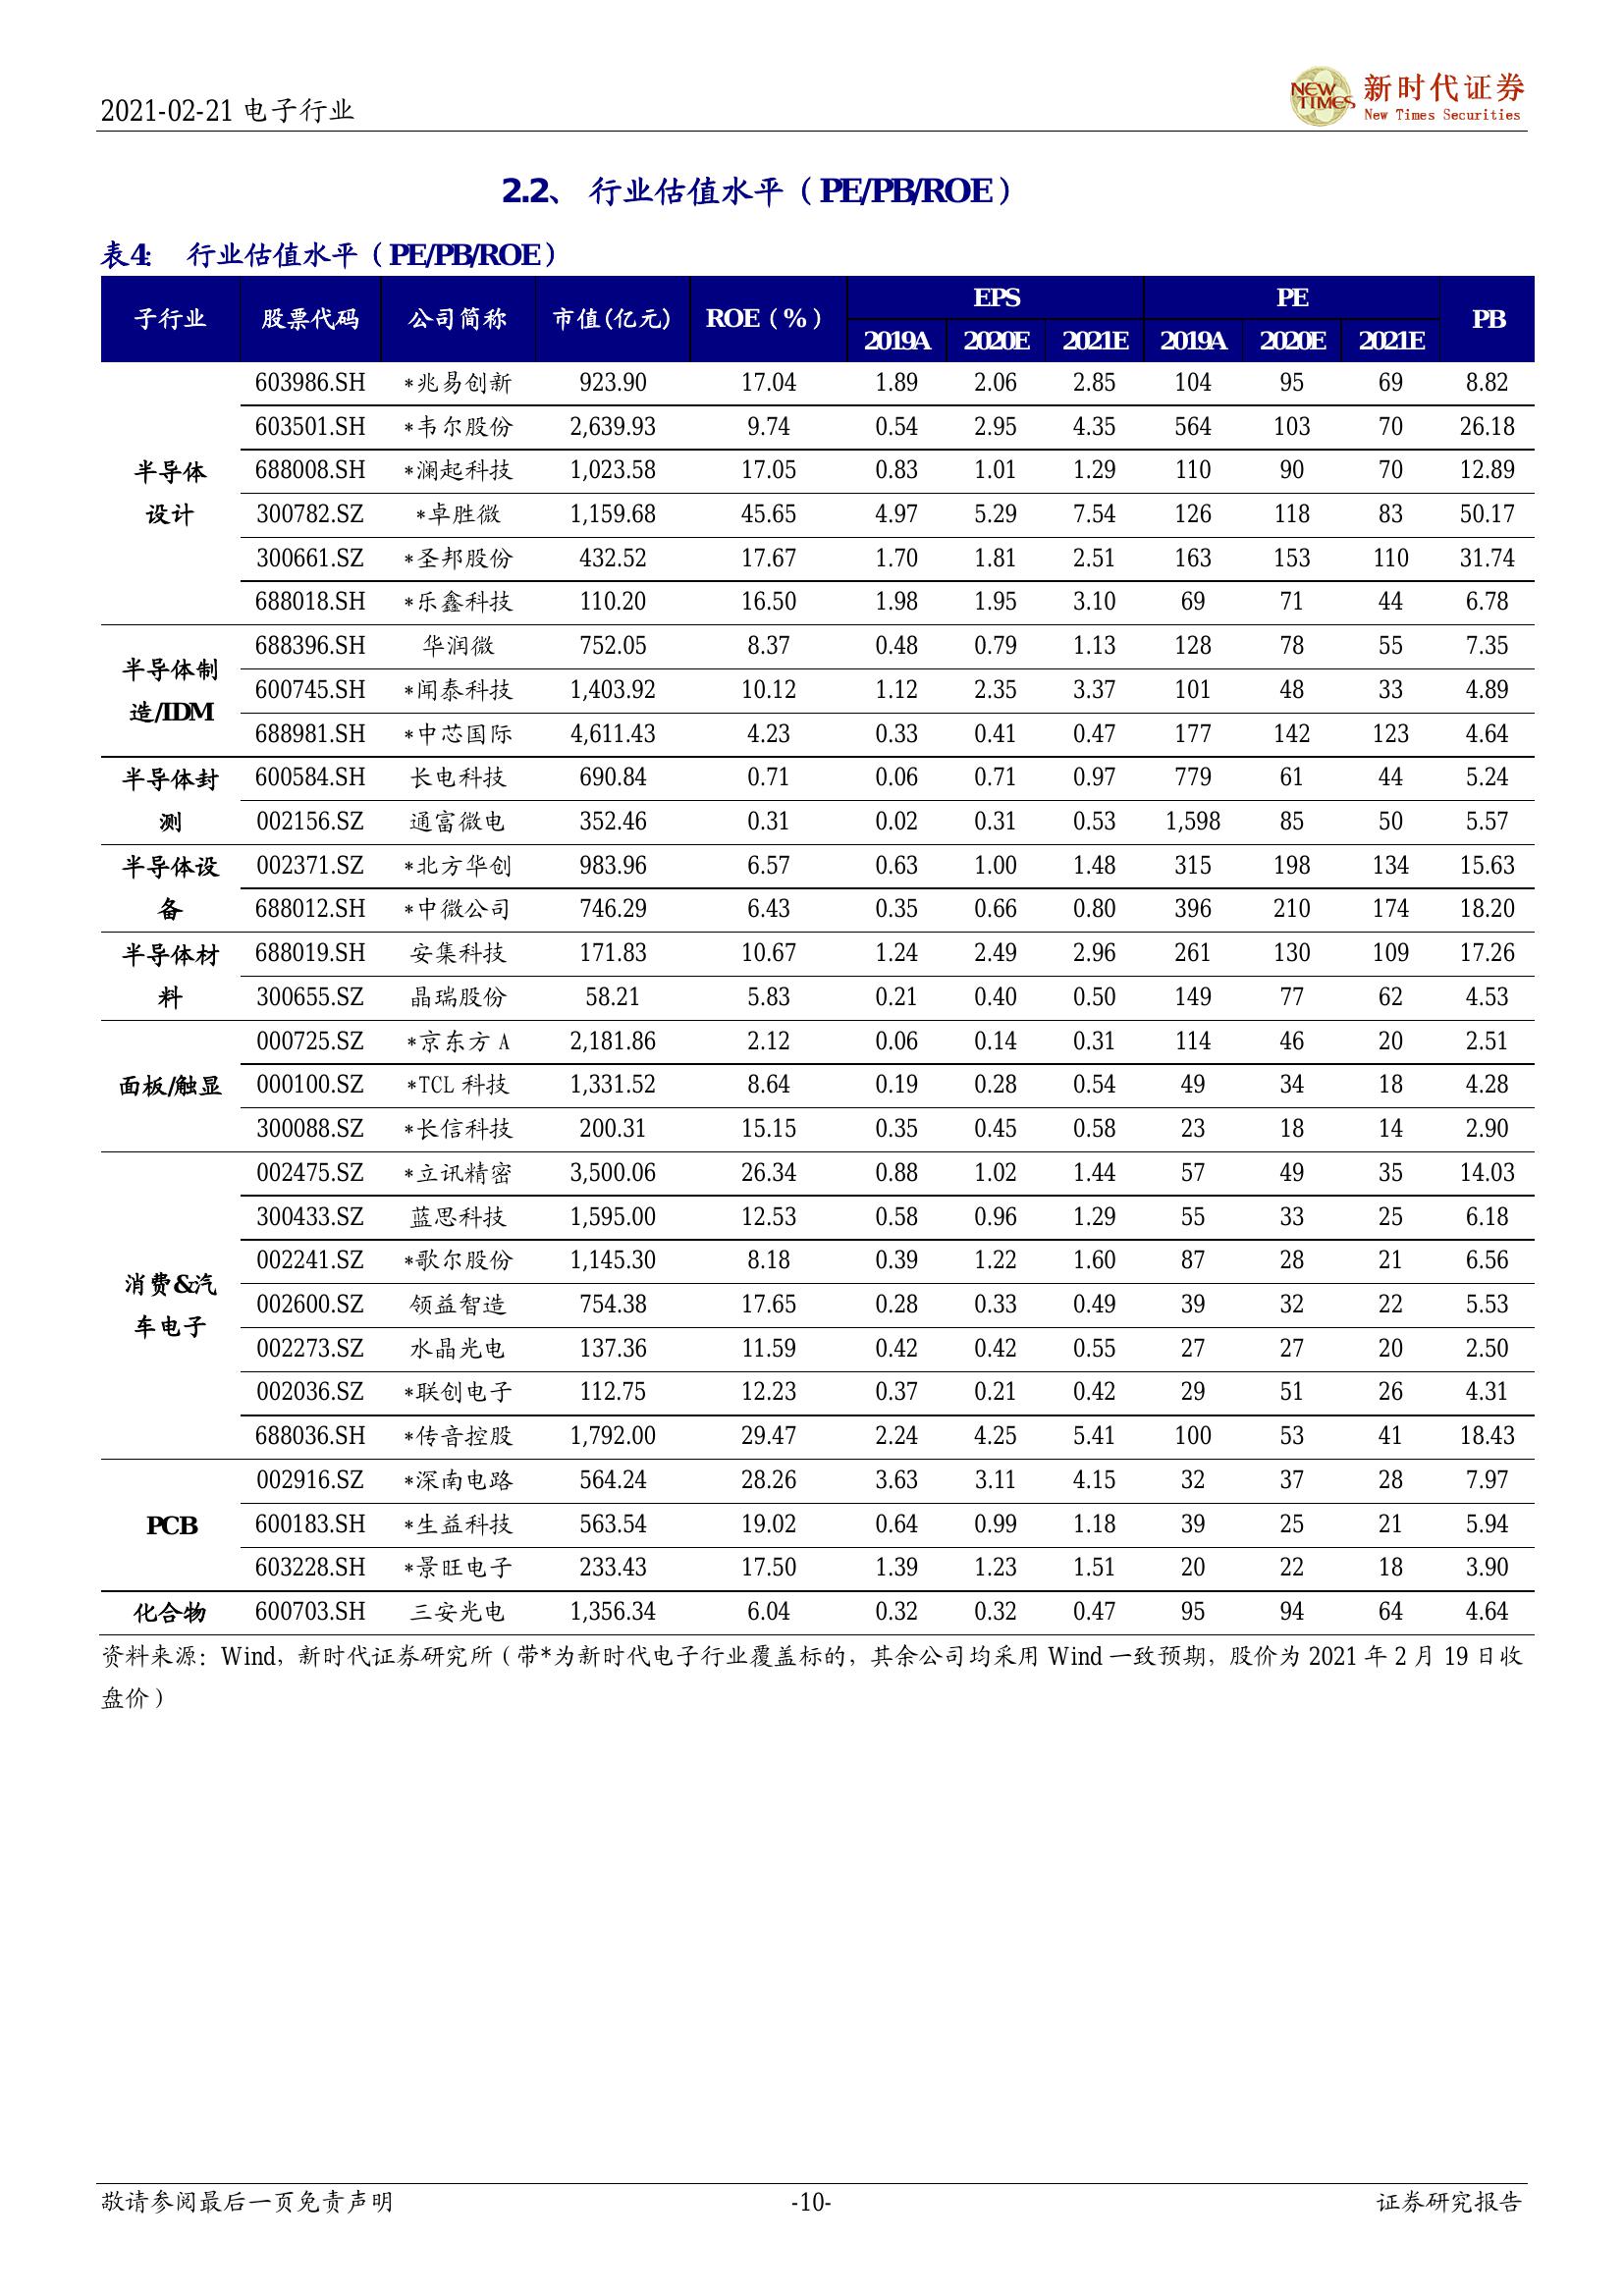 2021-02-21 电子行业
NEW TIMES 新时代证券
New Times Securities
2.2、 行业估值水平（PE/PB/ROE）
表4: 行业估值水平（PE/PB/ROE）
子行业 股票代码 公司简称 市值(亿元) ROE（%） EPS PE PB
2019A 2020E 2021E 2019A 2020E 2021E
半导体设计 603986.SH *兆易创新 923.90 17.04 1.89 2.06 2.85 104 95 69 8.82
603501.SH *韦尔股份 2,639.93 9.74 0.54 2.95 4.35 564 103 70 26.18
688008.SH *澜起科技 1,023.58 17.05 0.83 1.01 1.29 110 90 70 12.89
300782.SZ *卓胜微 1,159.68 45.65 4.97 5.29 7.54 126 118 83 50.17
300661.SZ *圣邦股份 432.52 17.67 1.70 1.81 2.51 163 153 110 31.74
688018.SH *乐鑫科技 110.20 16.50 1.98 1.95 3.10 69 71 44 6.78
半导体制造/IDM 688396.SH 华润微 752.05 8.37 0.48 0.79 1.13 128 78 55 7.35
600745.SH *闻泰科技 1,403.92 10.12 1.12 2.35 3.37 101 48 33 4.89
688981.SH *中芯国际 4,611.43 4.23 0.33 0.41 0.47 177 142 123 4.64
半导体封测 600584.SH 长电科技 690.84 0.71 0.06 0.71 0.97 779 61 44 5.24
002156.SZ 通富微电 352.46 0.31 0.02 0.31 0.53 1,598 85 50 5.57
半导体设备 002371.SZ *北方华创 983.96 6.57 0.63 1.00 1.48 315 198 134 15.63
688012.SH *中微公司 746.29 6.43 0.35 0.66 0.80 396 210 174 18.20
半导体材料 688019.SH 安集科技 171.83 10.67 1.24 2.49 2.96 261 130 109 17.26
300655.SZ 晶瑞股份 58.21 5.83 0.21 0.40 0.50 149 77 62 4.53
面板/触显 000725.SZ *京东方 A 2,181.86 2.12 0.06 0.14 0.31 114 46 20 2.51
000100.SZ *TCL 科技 1,331.52 8.64 0.19 0.28 0.54 49 34 18 4.28
300088.SZ *长信科技 200.31 15.15 0.35 0.45 0.58 23 18 14 2.90
消费&汽车电子 002475.SZ *立讯精密 3,500.06 26.34 0.88 1.02 1.44 57 49 35 14.03
300433.SZ 蓝思科技 1,595.00 12.53 0.58 0.96 1.29 55 33 25 6.18
002241.SZ *歌尔股份 1,145.30 8.18 0.39 1.22 1.60 87 28 21 6.56
002600.SZ 领益智造 754.38 17.65 0.28 0.33 0.49 39 32 22 5.53
002273.SZ 水晶光电 137.36 11.59 0.42 0.42 0.55 27 27 20 2.50
002036.SZ *联创电子 112.75 12.23 0.37 0.21 0.42 29 51 26 4.31
688036.SH *传音控股 1,792.00 29.47 2.24 4.25 5.41 100 53 41 18.43
PCB 002916.SZ *深南电路 564.24 28.26 3.63 3.11 4.15 32 37 28 7.97
600183.SH *生益科技 563.54 19.02 0.64 0.99 1.18 39 25 21 5.94
603228.SH *景旺电子 233.43 17.50 1.39 1.23 1.51 20 22 18 3.90
化合物 600703.SH 三安光电 1,356.34 6.04 0.32 0.32 0.47 95 94 64 4.64
资料来源：Wind，新时代证券研究所（带*为新时代电子行业覆盖标的，其余公司均采用 Wind 一致预期，股价为 2021 年 2 月 19 日收
盘价）
敬请参阅最后一页免责声明 -10- 证券研究报告